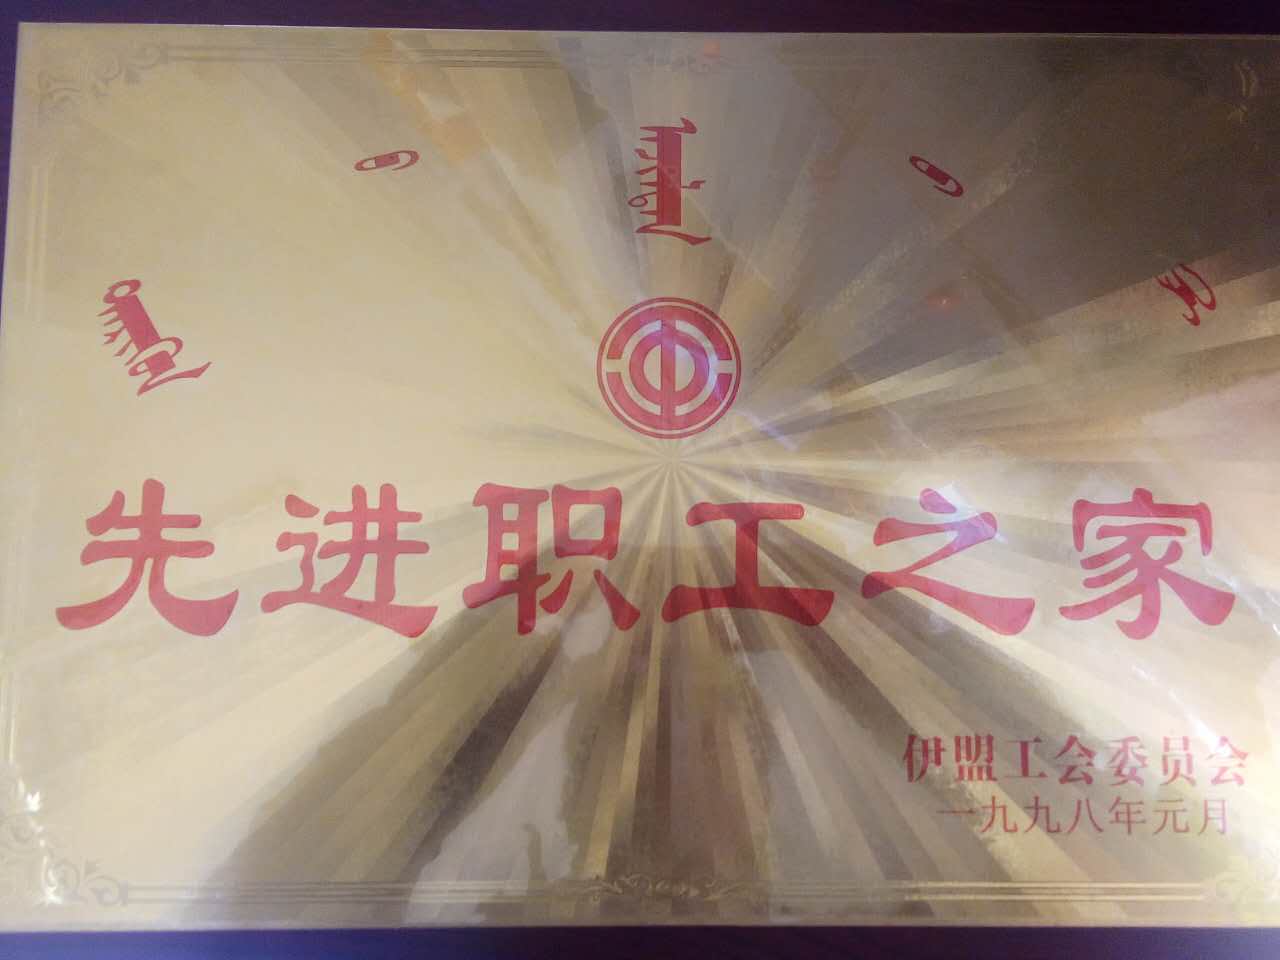 先进职工之家
伊盟工会委员会
一九九八年元月